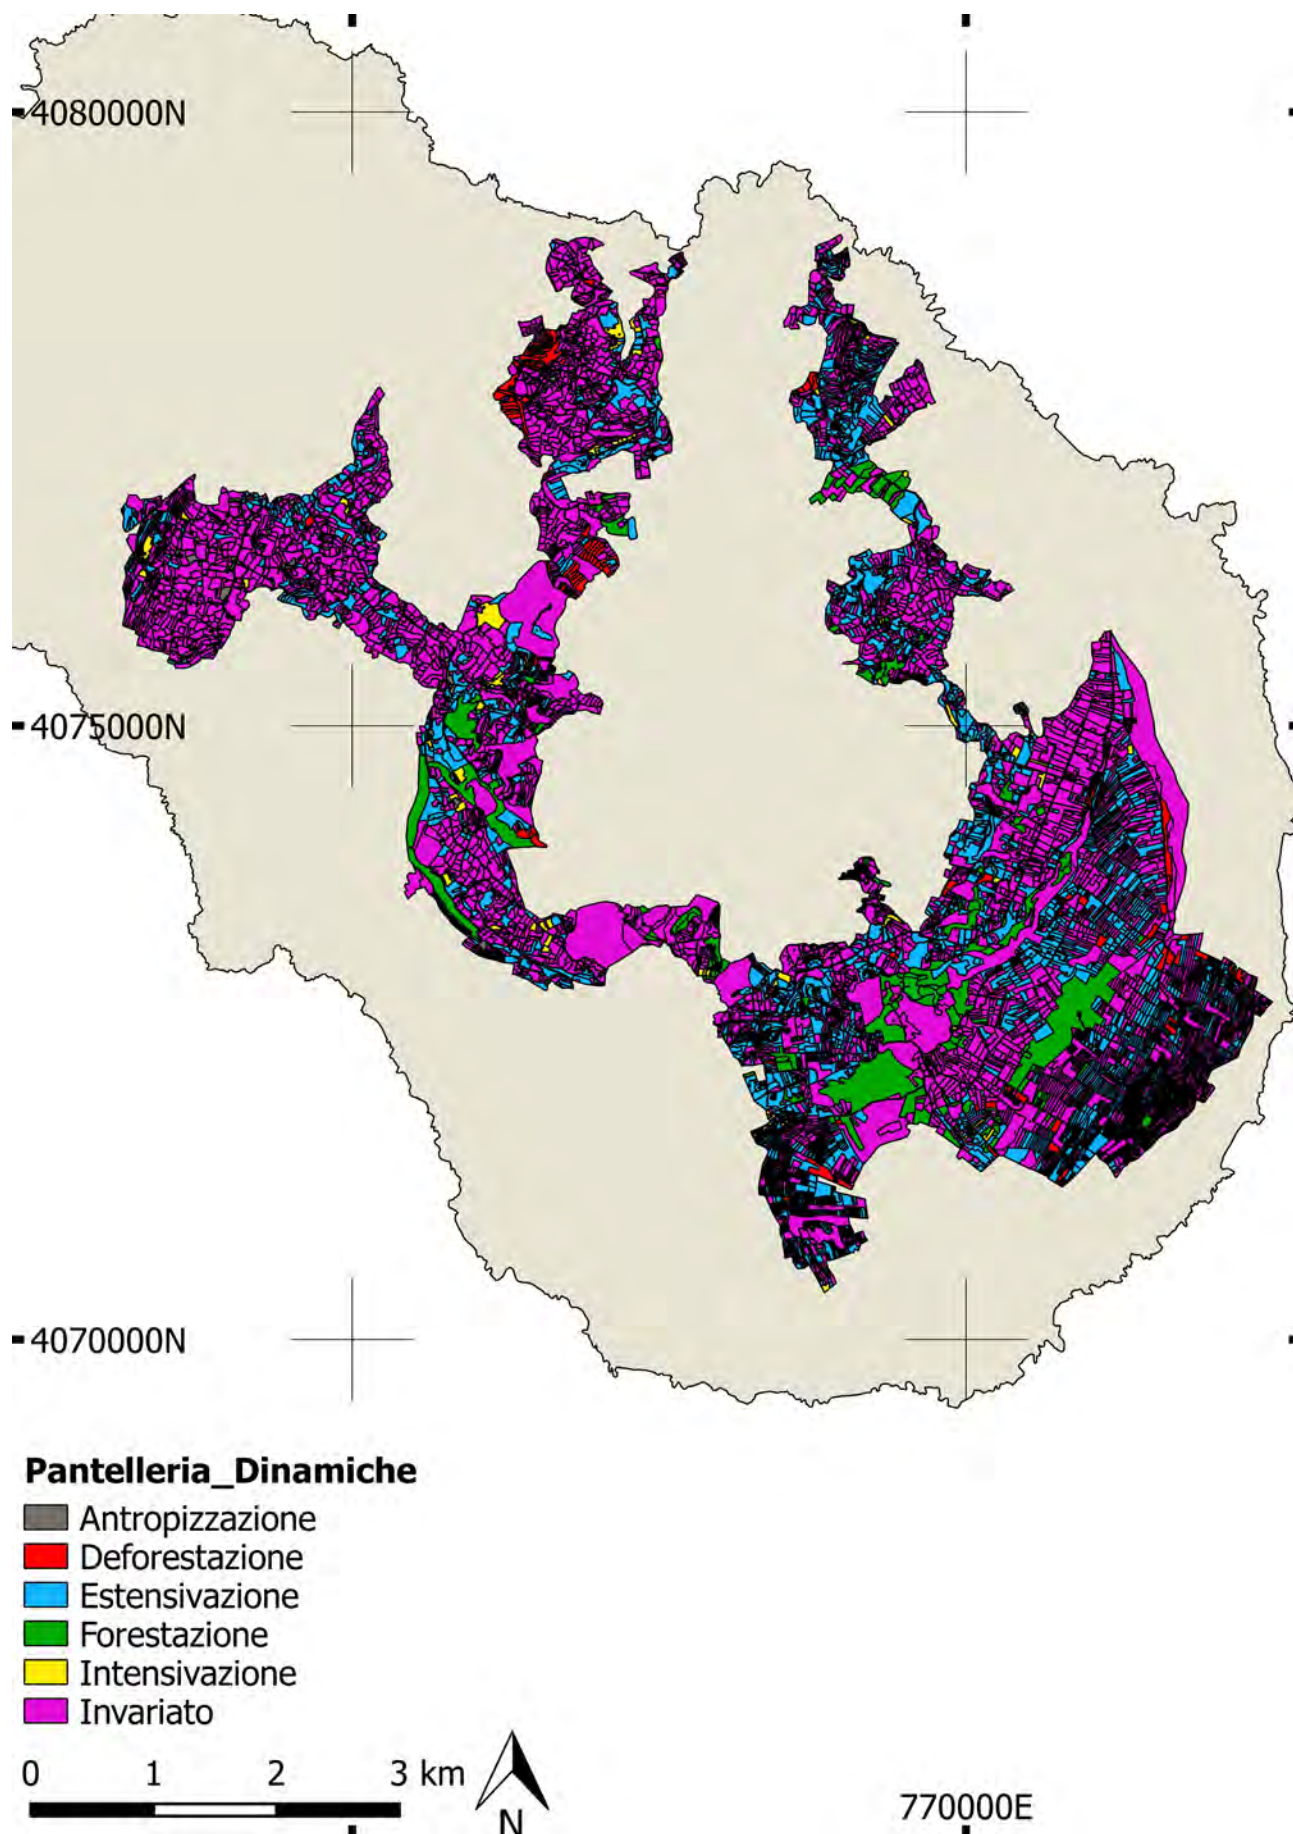 4080000N
4075000N
4070000N
Pantelleria_Dinamiche
Antropizzazione
Deforestazione
Estensivazione
Forestazione
Intensivazione
Invariato
0 1 2 3 km
N
770000E